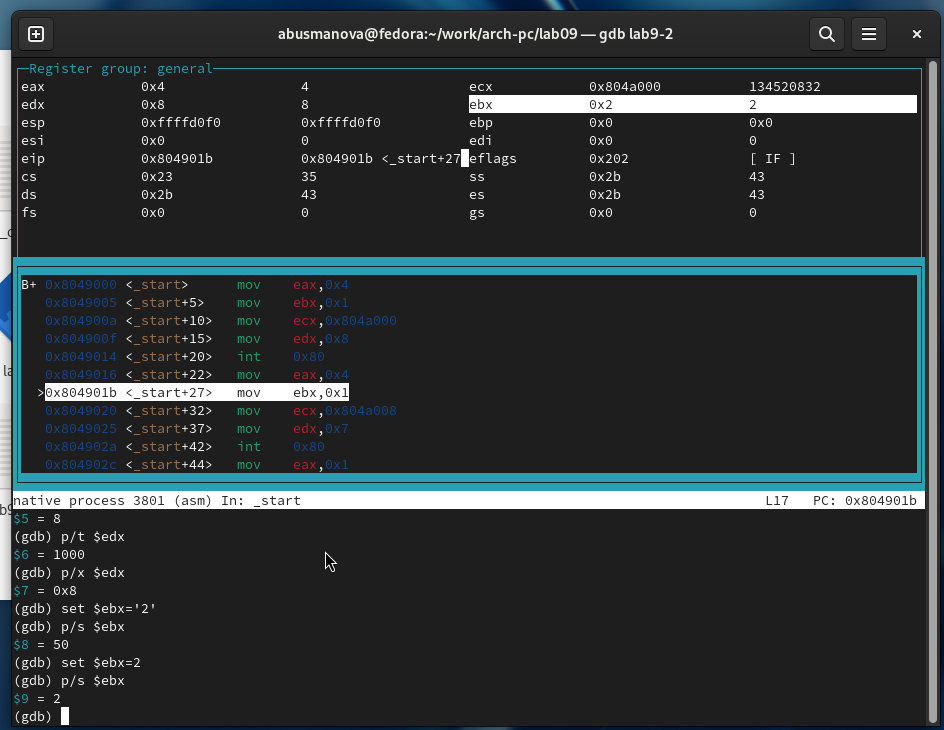 abusmanova@fedora:~/work/arch-pc/lab09 — gdb lab9-2
Register group: general
eax 0x4 4 ecx 0x804a000 134520832
edx 0x8 8 ebx 0x2 2
esp 0xffffd0f0 0xffffd0f0 ebp 0x0 0x0
esi 0x0 0 edi 0x0 0
eip 0x804901b 0x804901b <_start+27 eflags 0x202 [ IF ]
cs 0x23 35 ss 0x2b 43
ds 0x2b 43 es 0x2b 43
fs 0x0 0 gs 0x0 0
B+ 0x8049000 <_start> mov eax,0x4
0x8049005 <_start+5> mov ebx,0x1
0x804900a <_start+10> mov ecx,0x804a000
0x804900f <_start+15> mov edx,0x8
0x8049014 <_start+20> int 0x80
0x8049016 <_start+22> mov eax,0x4
>0x804901b <_start+27> mov ebx,0x1
0x8049020 <_start+32> mov ecx,0x804a008
0x8049025 <_start+37> mov edx,0x7
0x804902a <_start+42> int 0x80
0x804902c <_start+44> mov eax,0x1
native process 3801 (asm) In: _start L17 PC: 0x804901b
$5 = 8
(gdb) p/t $edx
$6 = 1000
(gdb) p/x $edx
$7 = 0x8
(gdb) set $ebx='2'
(gdb) p/s $ebx
$8 = 50
(gdb) set $ebx=2
(gdb) p/s $ebx
$9 = 2
(gdb)